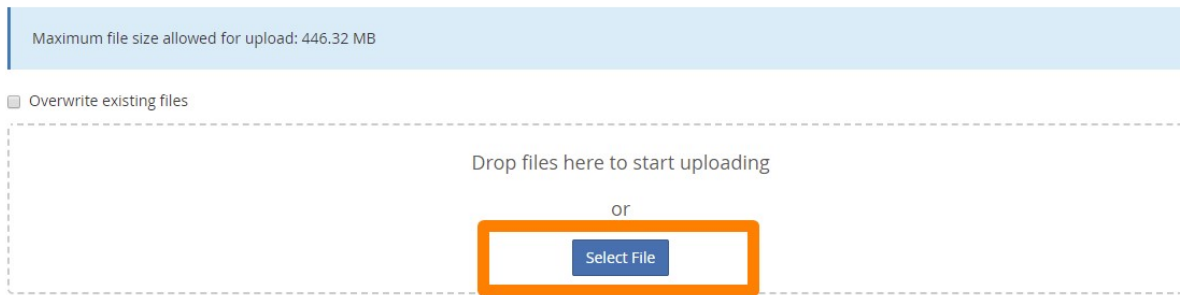 Maximum file size allowed for upload: 446.32 MB
Overwrite existing files
Drop files here to start uploading
or
Select File